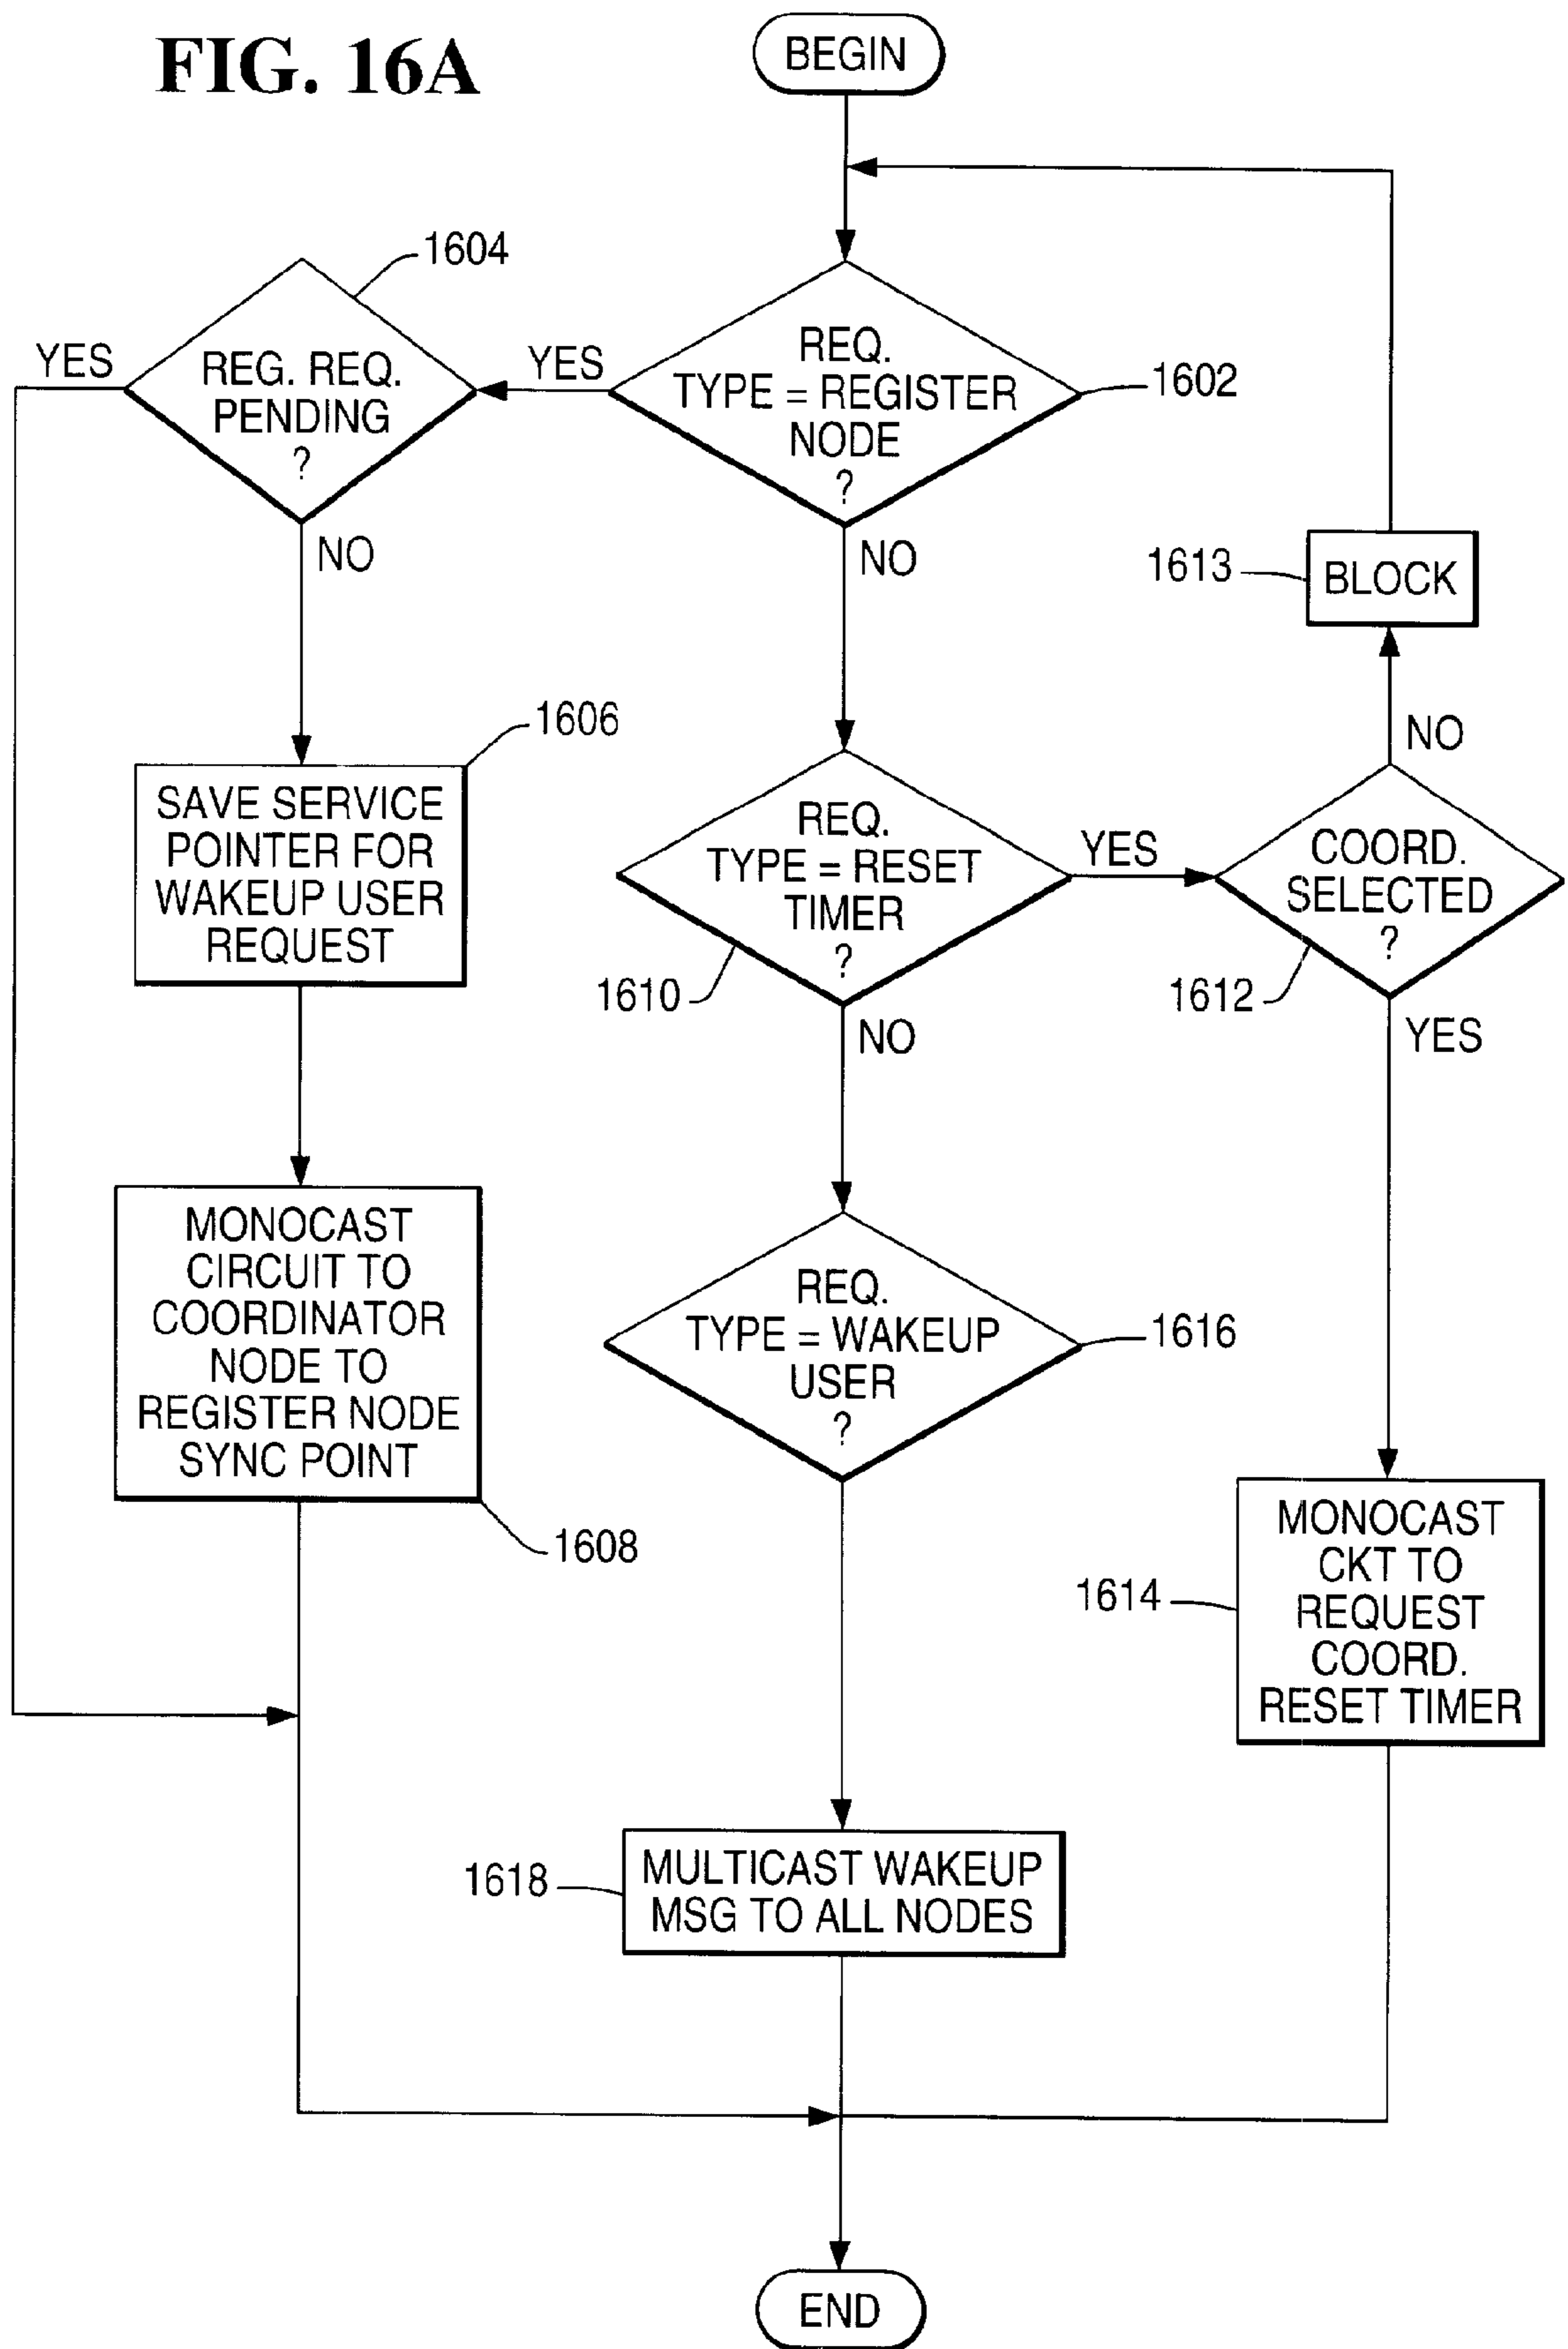 FIG. 16A
BEGIN
1604
YES
REG. REQ.
PENDING
?
NO
YES
REQ.
TYPE = REGISTER
NODE
?
1602
NO
1613
BLOCK
NO
1606
SAVE SERVICE
POINTER FOR
WAKEUP USER
REQUEST
REQ.
TYPE = RESET
TIMER
?
1610
YES
NO
COORD.
SELECTED
?
1612
YES
MONOCAST
CIRCUIT TO
COORDINATOR
NODE TO
REGISTER NODE
SYNC POINT
1608
REQ.
TYPE = WAKEUP
USER
?
1616
1614
MONOCAST
CKT TO
REQUEST
COORD.
RESET TIMER
1618
MULTICAST WAKEUP
MSG TO ALL NODES
END